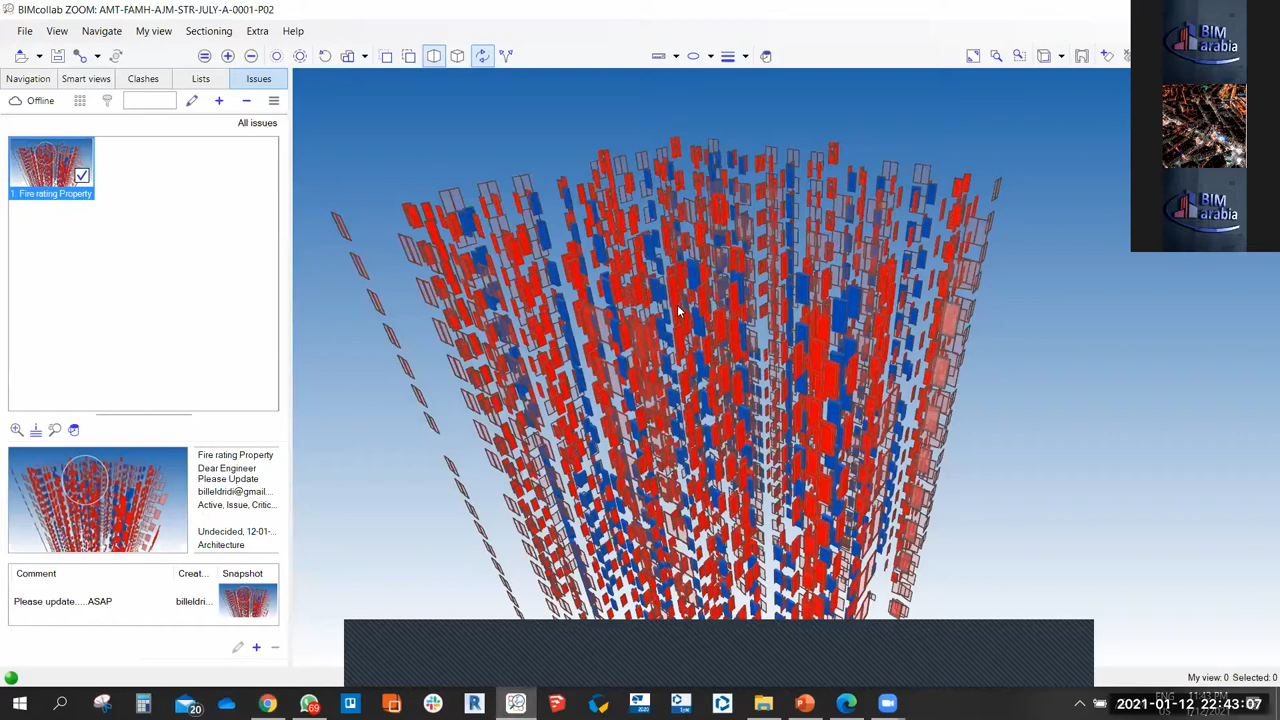 BIMcollab ZOOM: AMT-FAMH-AJM-STR-JULY-A-0001-P02
File View Navigate My view Sectioning Extra Help
Navigation Smart views Clashes Lists Issues
Offline
All issues
1. Fire rating Property
Fire rating Property
Dear Engineer
Please Update
billeldridi@gmail....
Active, Issue, Critic...
Undecided, 12-01-...
Architecture
Comment Creat... Snapshot
Please update..... ASAP billeldri...
BIM
arabia
BIM
arabia
My view: 0 Selected: 0
20
69
2021-01-12 22:43:07